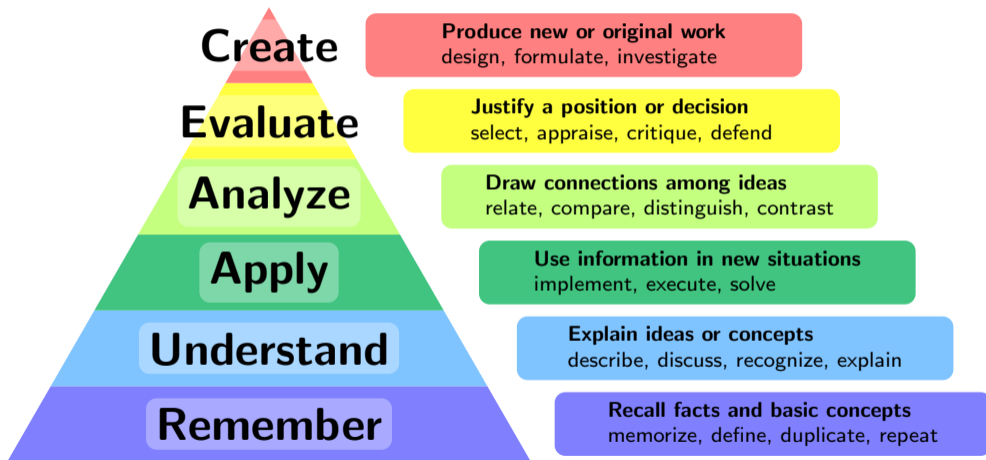 Create
Produce new or original work
design, formulate, investigate
Evaluate
Justify a position or decision
select, appraise, critique, defend
Analyze
Draw connections among ideas
relate, compare, distinguish, contrast
Apply
Use information in new situations
implement, execute, solve
Understand
Explain ideas or concepts
describe, discuss, recognize, explain
Remember
Recall facts and basic concepts
memorize, define, duplicate, repeat